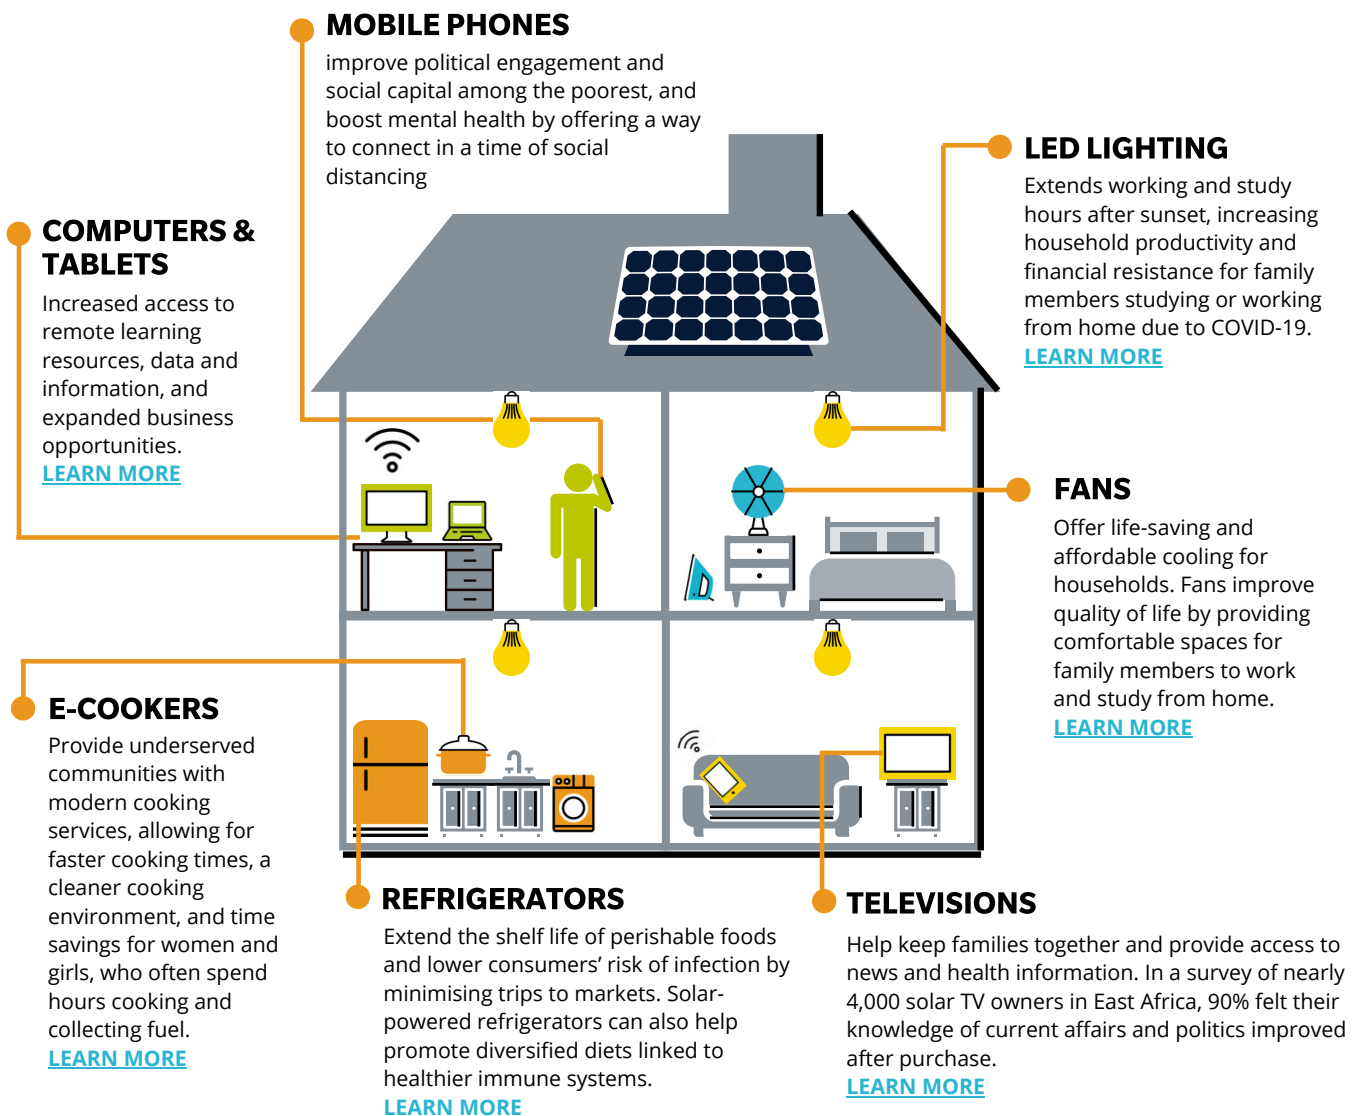 MOBILE PHONES
improve political engagement and
social capital among the poorest, and
boost mental health by offering a way
to connect in a time of social
distancing
LED LIGHTING
Extends working and study
hours after sunset, increasing
household productivity and
financial resistance for family
members studying or working
from home due to COVID-19.
LEARN MORE
COMPUTERS &
TABLETS
Increased access to
remote learning
resources, data and
information, and
expanded business
opportunities.
LEARN MORE
FANS
Offer life-saving and
affordable cooling for
households. Fans improve
quality of life by providing
comfortable spaces for
family members to work
and study from home.
LEARN MORE
E-COOKERS
Provide underserved
communities with
modern cooking
services, allowing for
faster cooking times, a
cleaner cooking
environment, and time
savings for women and
girls, who often spend
hours cooking and
collecting fuel.
LEARN MORE
REFRIGERATORS
Extend the shelf life of perishable foods
and lower consumers’ risk of infection by
minimising trips to markets. Solar-
powered refrigerators can also help
promote diversified diets linked to
healthier immune systems.
LEARN MORE
TELEVISIONS
Help keep families together and provide access to
news and health information. In a survey of nearly
4,000 solar TV owners in East Africa, 90% felt their
knowledge of current affairs and politics improved
after purchase.
LEARN MORE